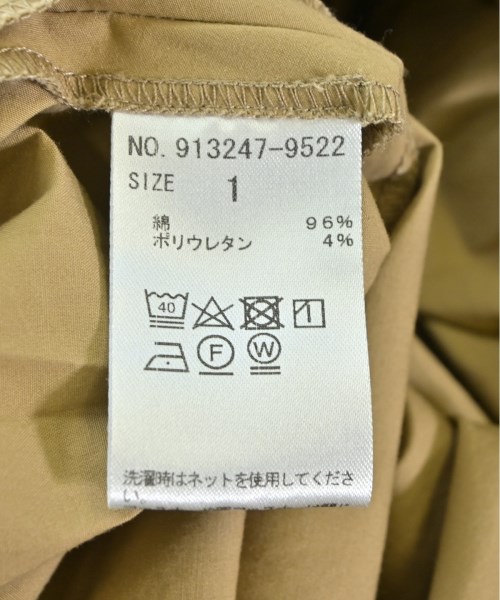 NO. 913247-9522
SIZE 1
綿 96%
ポリウレタン 4%
40
F W
洗濯時はネットを使用してくださ
い。